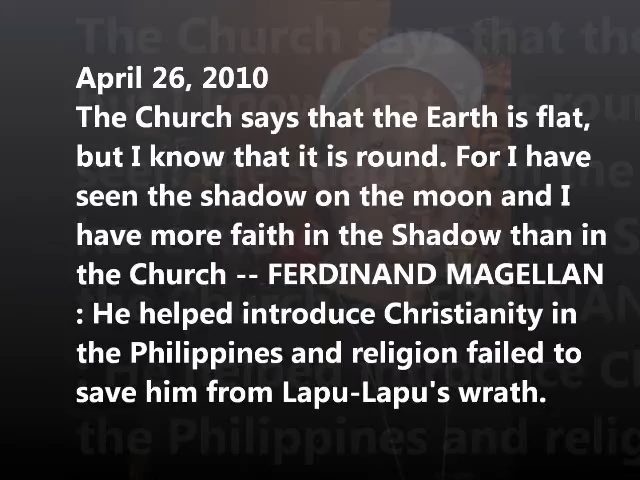 April 26, 2010
The Church says that the Earth is flat,
but I know that it is round. For I have
seen the shadow on the moon and I
have more faith in the Shadow than in
the Church -- FERDINAND MAGELLAN
: He helped introduce Christianity in
the Philippines and religion failed to
save him from Lapu-Lapu's wrath.